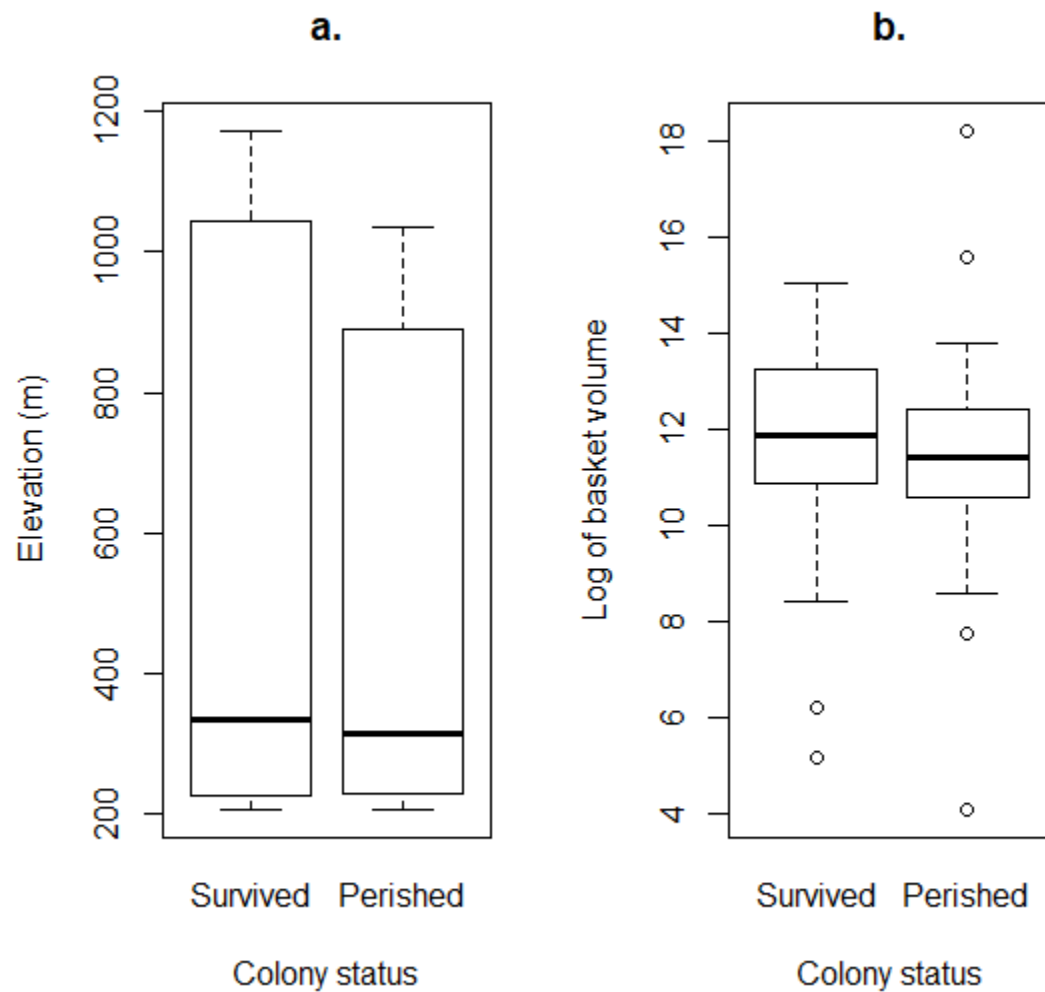 a.
Elevation (m)
1200
1000
800
600
400
200
Survived Perished
Colony status
b.
Log of basket volume
18
16
14
12
10
8
6
4
Survived Perished
Colony status